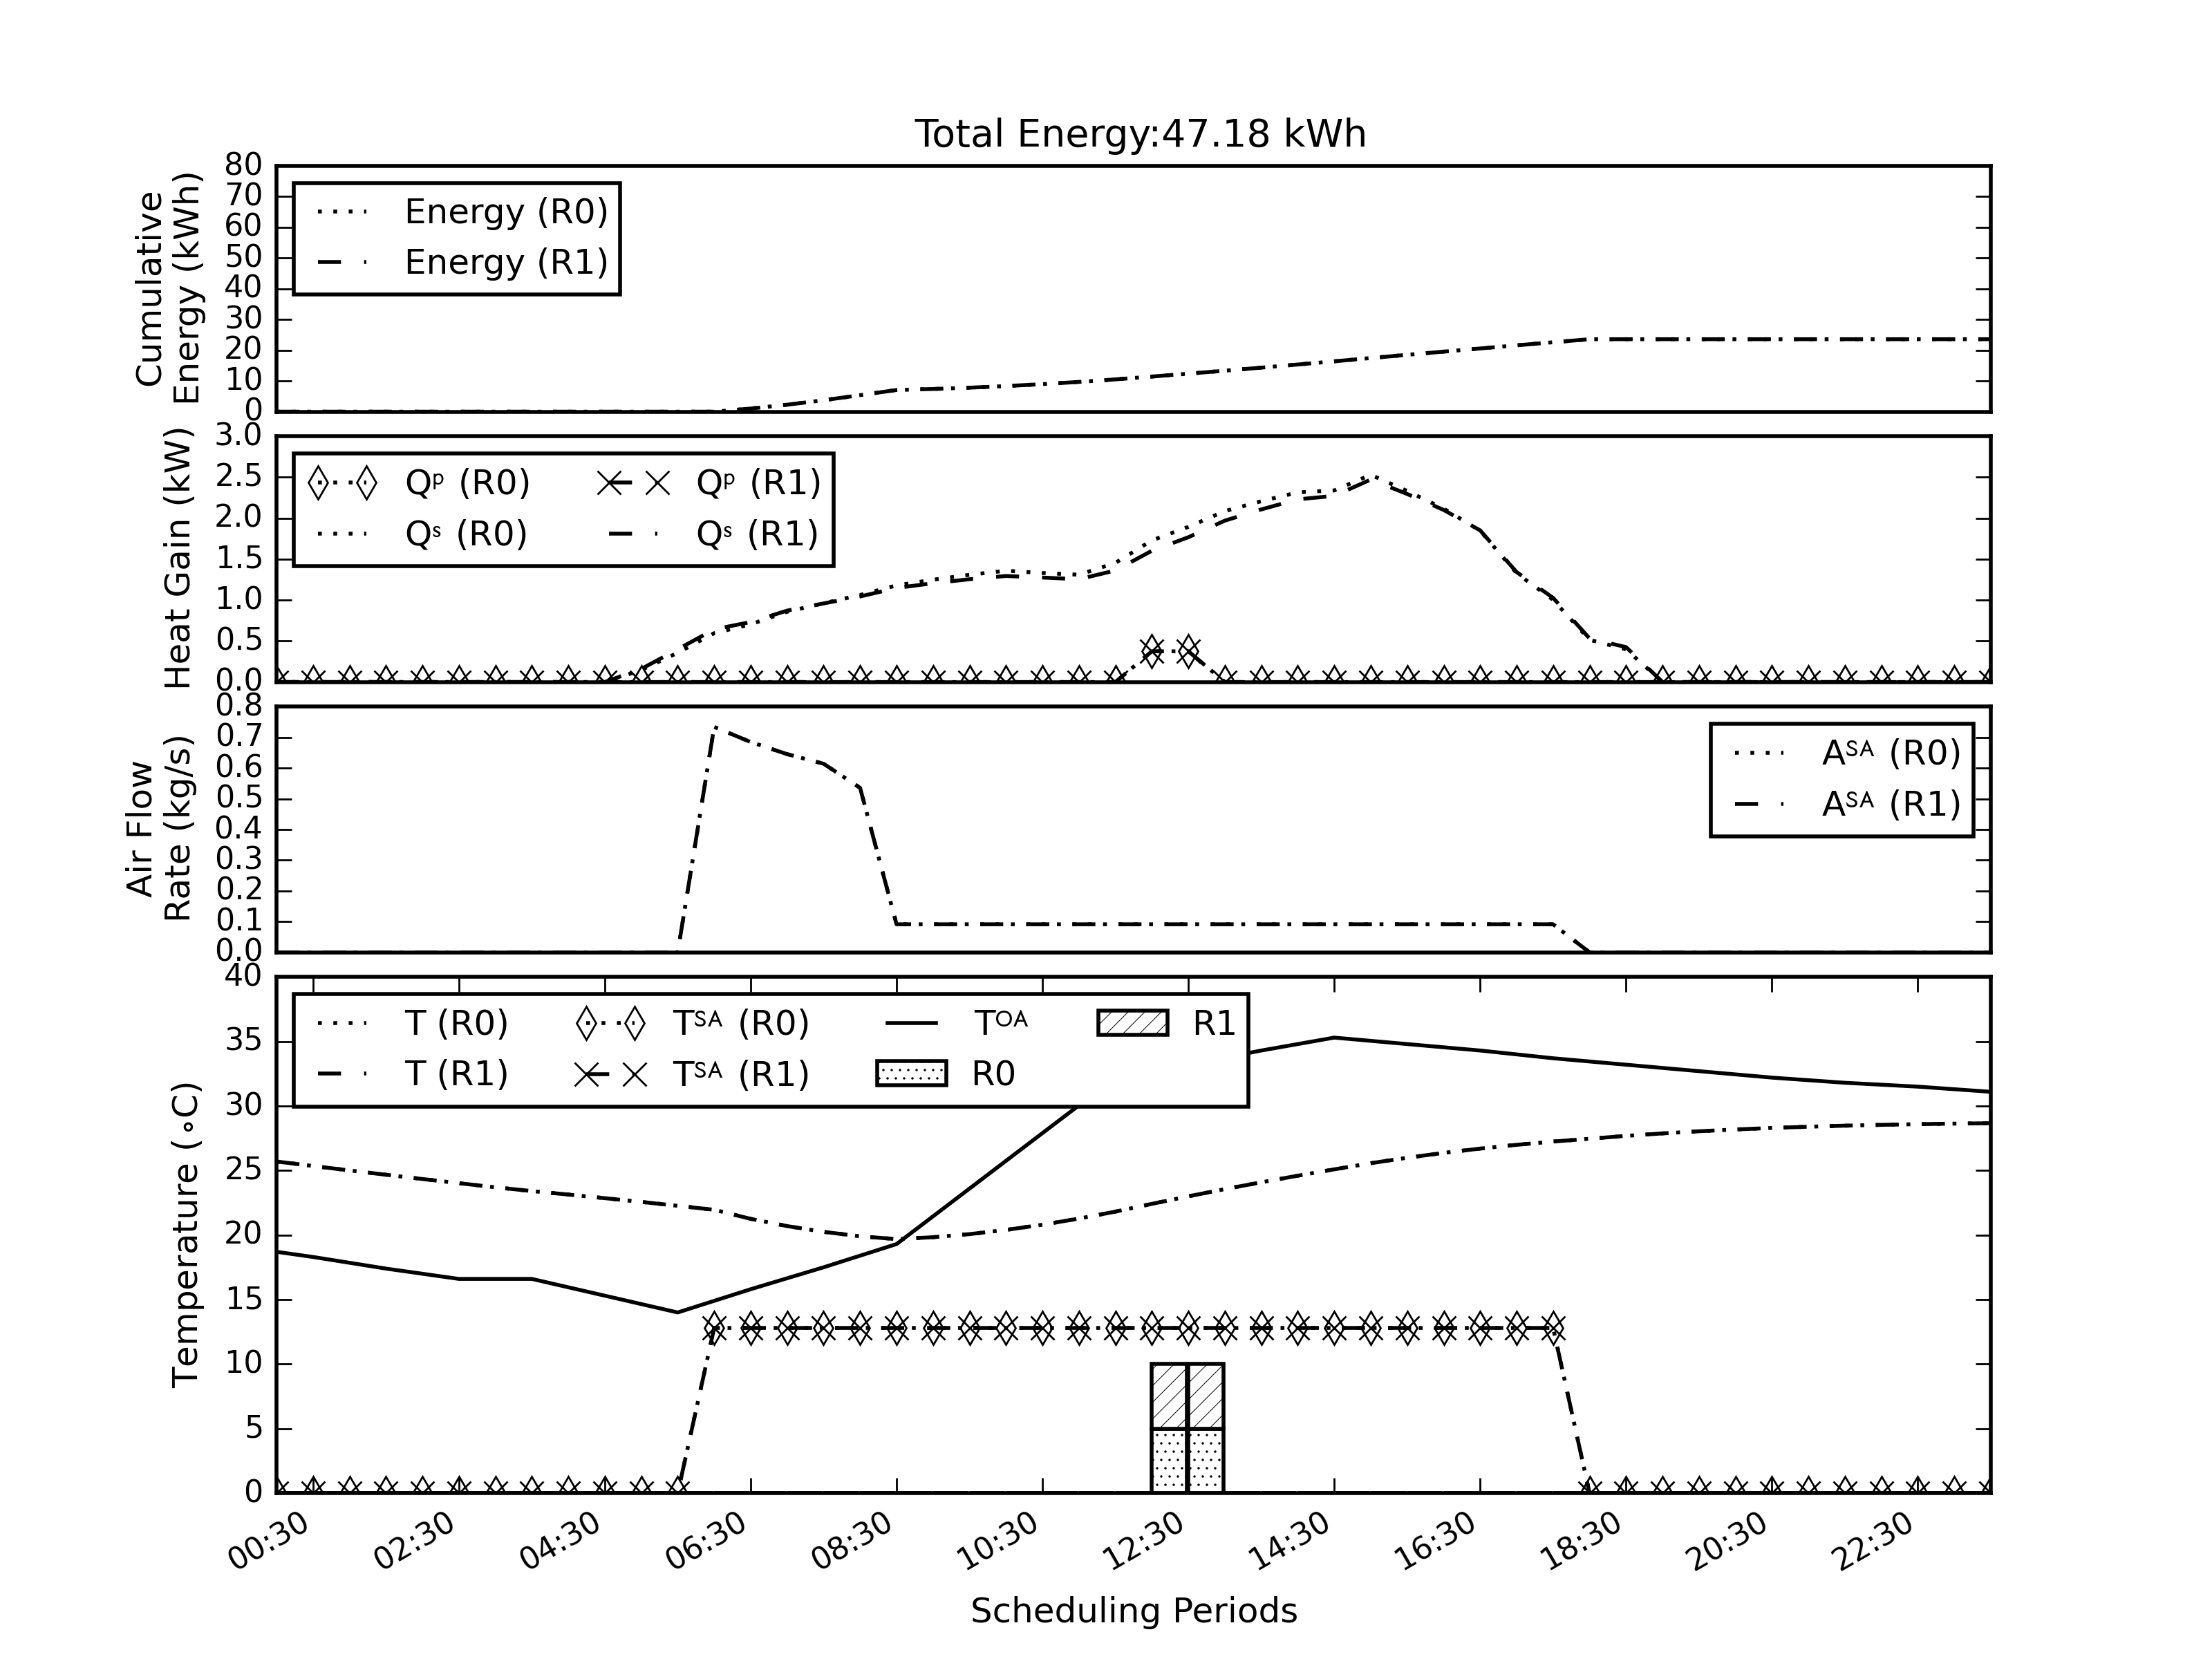 Total Energy:47.18 kWh
Cumulative
Energy (kWh)
80
70
60
50
40
30
20
10
0
Energy (R0)
Energy (R1)
Heat Gain (kW)
3.0
2.5
2.0
1.5
1.0
0.5
0.0
Qᵖ (R0) Qᵖ (R1)
Qˢ (R0) Qˢ (R1)
Air Flow
Rate (kg/s)
0.8
0.7
0.6
0.5
0.4
0.3
0.2
0.1
0.0
Aˢᴬ (R0)
Aˢᴬ (R1)
Temperature (∘C)
40
35
30
25
20
15
10
5
0
T (R0) Tˢᴬ (R0) Tᴼᴬ R1
T (R1) Tˢᴬ (R1) R0
00:30 02:30 04:30 06:30 08:30 10:30 12:30 14:30 16:30 18:30 20:30 22:30
Scheduling Periods